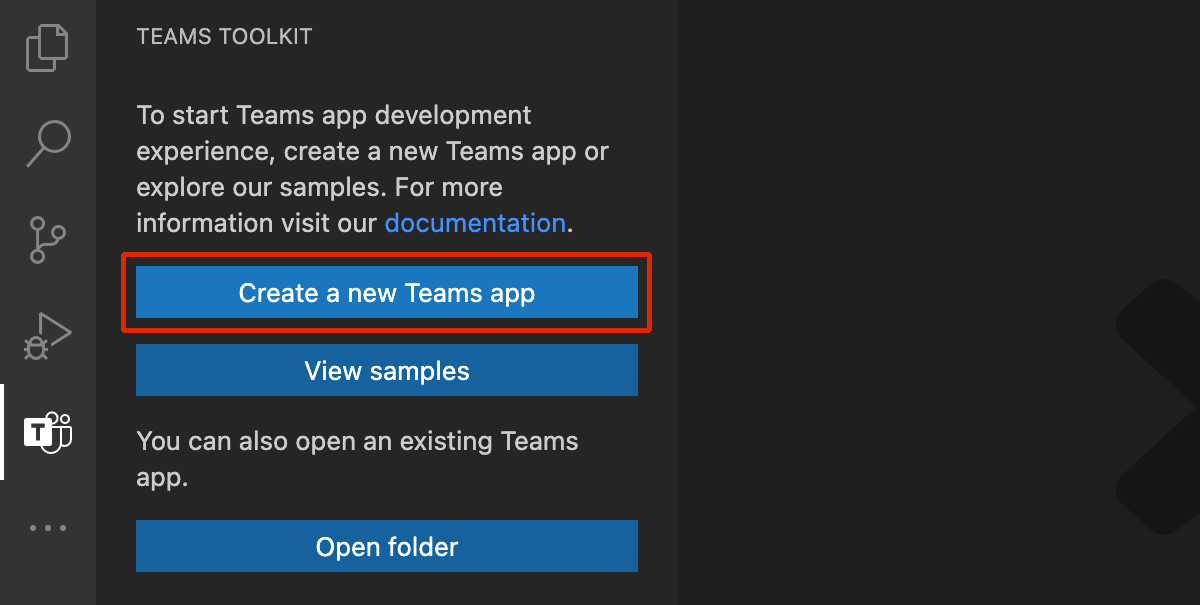 TEAMS TOOLKIT
To start Teams app development
experience, create a new Teams app or
explore our samples. For more
information visit our documentation.
Create a new Teams app
View samples
T
You can also open an existing Teams
app.
Open folder